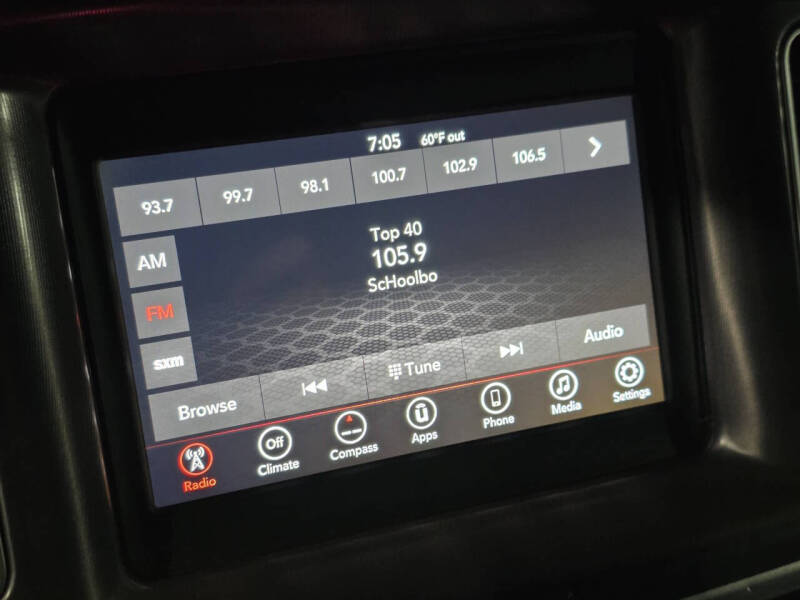 7:05 60°F out
93.7 99.7 98.1 100.7 102.9 106.5
AM
Top 40
105.9
FM
ScHoolbo
sxm
Browse Tune Audio
Off
Radio Climate Compass Apps Phone Media Settings